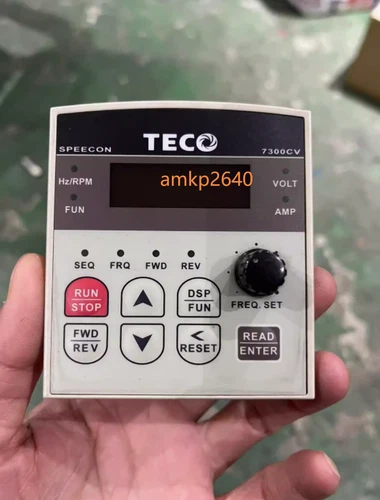 SPEECON TECO 7300CV
amkp2640
Hz/RPM VOLT
FUN AMP
SEQ FRQ FWD REV
FREQ. SET
RUN
STOP
DSP
FUN
FWD
REV
<
RESET
READ
ENTER